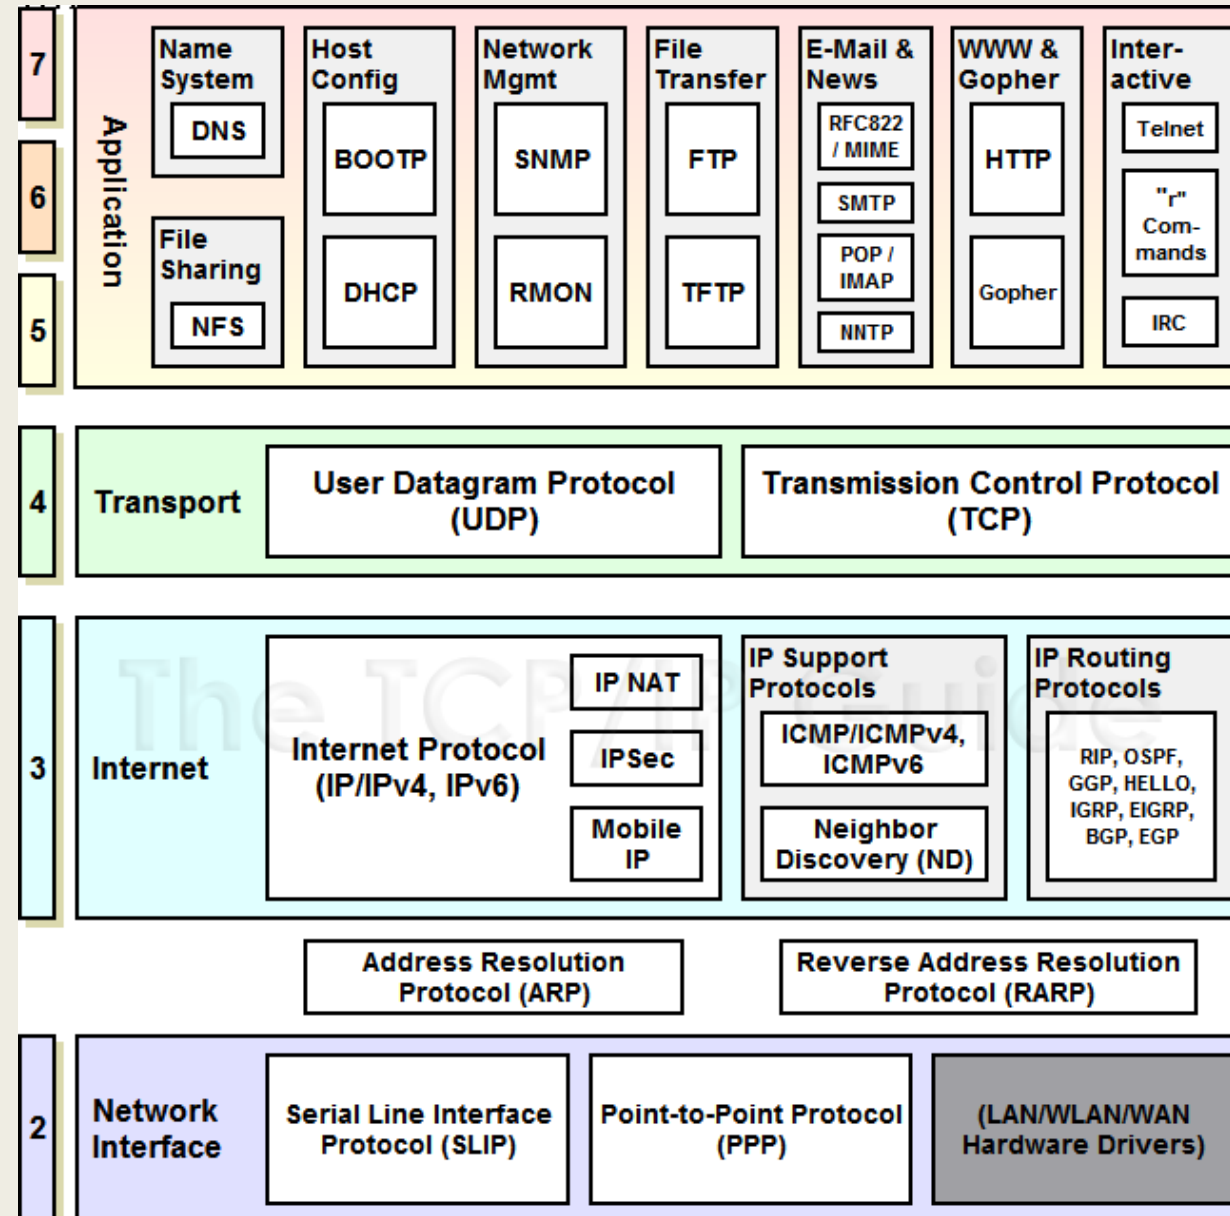 7
6
5
Application
Name
System
DNS
File
Sharing
NFS
Host
Config
BOOTP
DHCP
Network
Mgmt
SNMP
RMON
File
Transfer
FTP
TFTP
E-Mail &
News
RFC822
/ MIME
SMTP
POP /
IMAP
NNTP
WWW &
Gopher
HTTP
Gopher
Inter-
active
Telnet
"r"
Com-
mands
IRC
4
Transport
User Datagram Protocol
(UDP)
Transmission Control Protocol
(TCP)
The TCP/IP Guide
3
Internet
Internet Protocol
(IP/IPv4, IPv6)
IP NAT
IPSec
Mobile
IP
IP Support
Protocols
ICMP/ICMPv4,
ICMPv6
Neighbor
Discovery (ND)
IP Routing
Protocols
RIP, OSPF,
GGP, HELLO,
IGRP, EIGRP,
BGP, EGP
Address Resolution
Protocol (ARP)
Reverse Address Resolution
Protocol (RARP)
2
Network
Interface
Serial Line Interface
Protocol (SLIP)
Point-to-Point Protocol
(PPP)
(LAN/WLAN/WAN
Hardware Drivers)